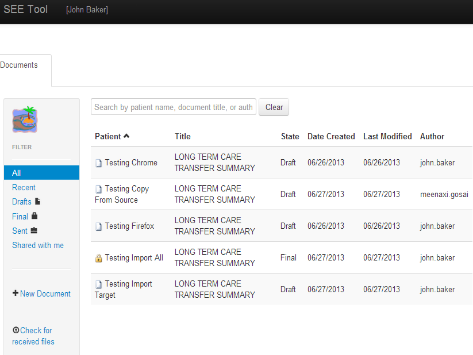 SEE Tool [John Baker]
Documents
Search by patient name, document title, or auth Clear
FILTER
All
Recent
Drafts
Final
Sent
Shared with me
New Document
Check for
received files
Patient Title State Date Created Last Modified Author
Testing Chrome LONG TERM CARE TRANSFER SUMMARY Draft 06/26/2013 06/26/2013 john.baker
Testing Copy From Source LONG TERM CARE TRANSFER SUMMARY Draft 06/27/2013 06/27/2013 meenaxi.gosai
Testing Firefox LONG TERM CARE TRANSFER SUMMARY Draft 06/26/2013 06/26/2013 john.baker
Testing Import All LONG TERM CARE TRANSFER SUMMARY Final 06/27/2013 06/27/2013 john.baker
Testing Import Target LONG TERM CARE TRANSFER SUMMARY Draft 06/27/2013 06/27/2013 john.baker